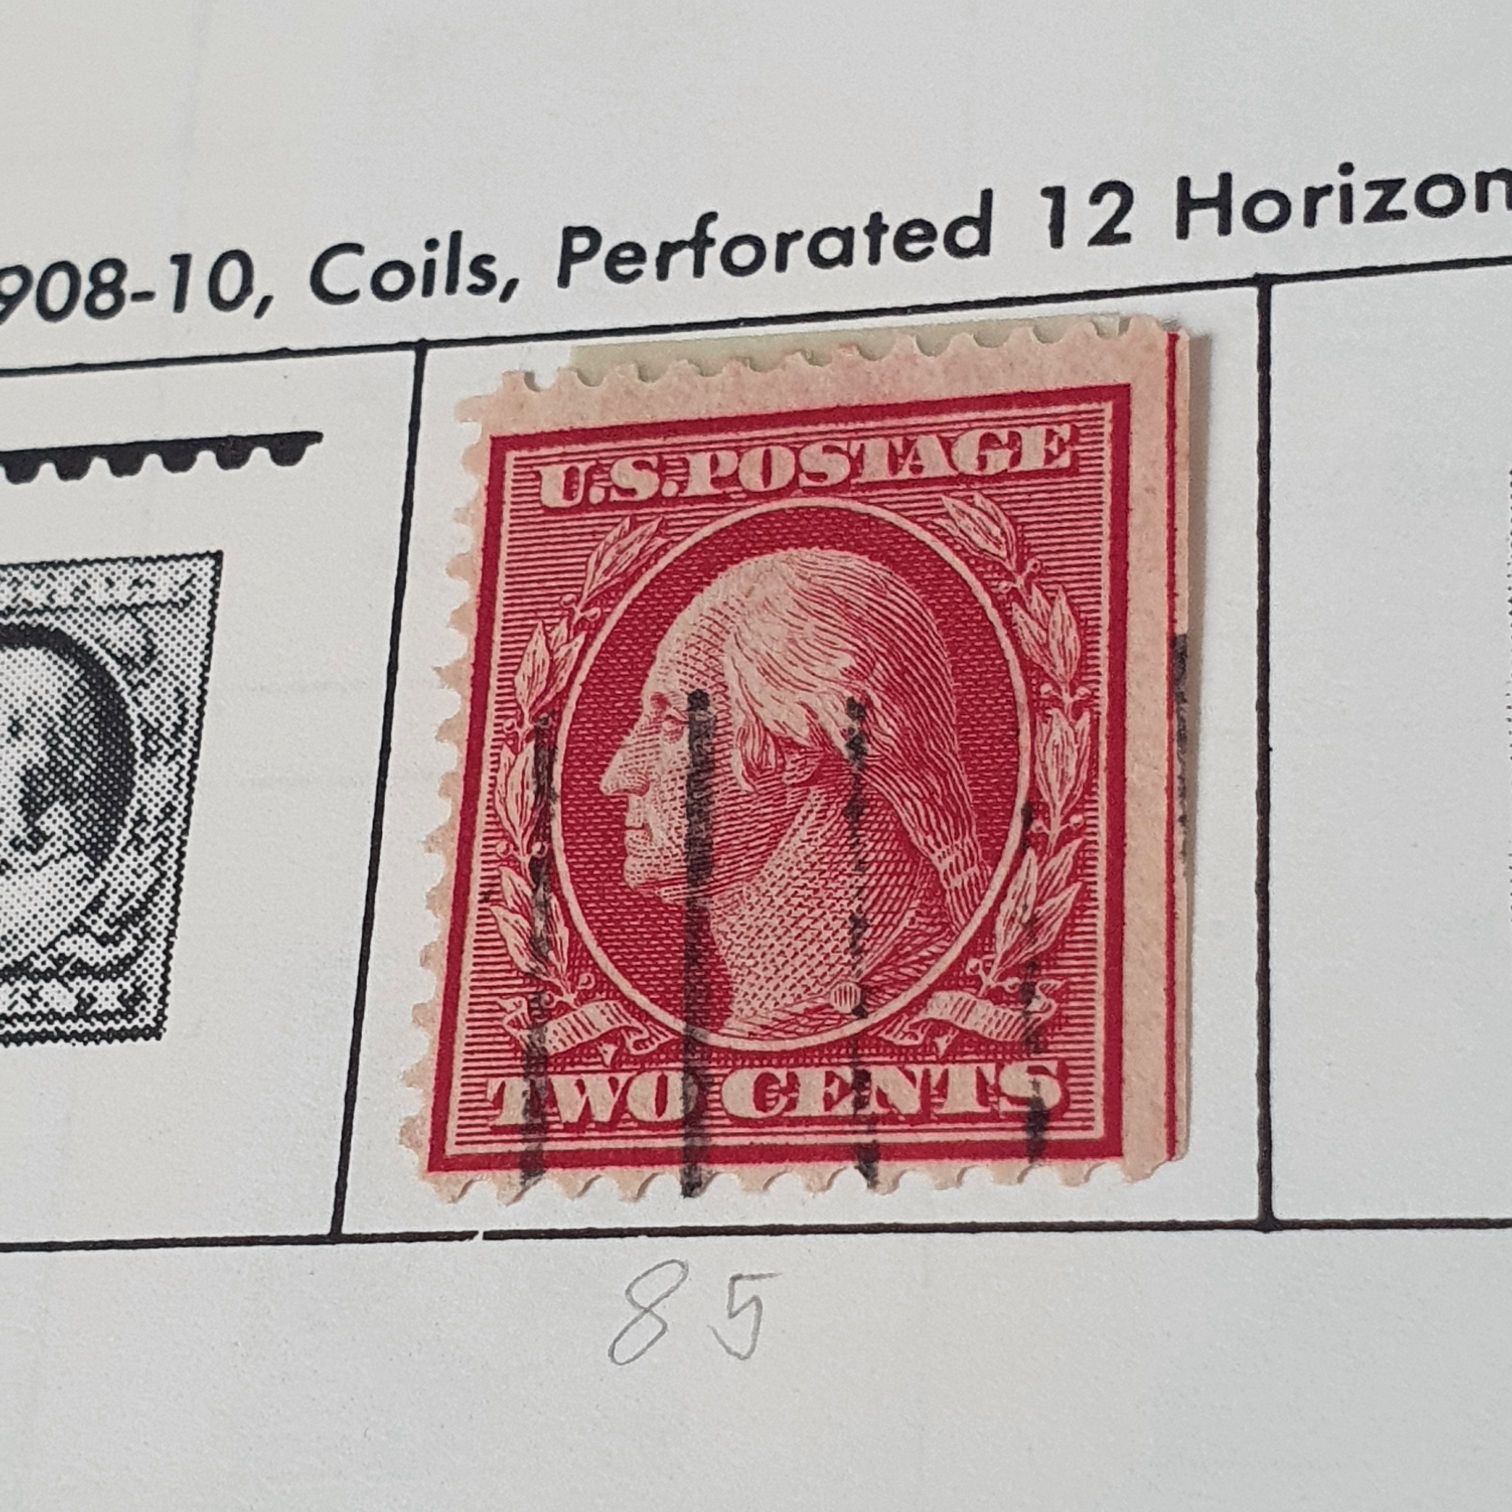 908-10, Coils, Perforated 12 Horizon
U.S.POSTAGE
TWO CENTS
85